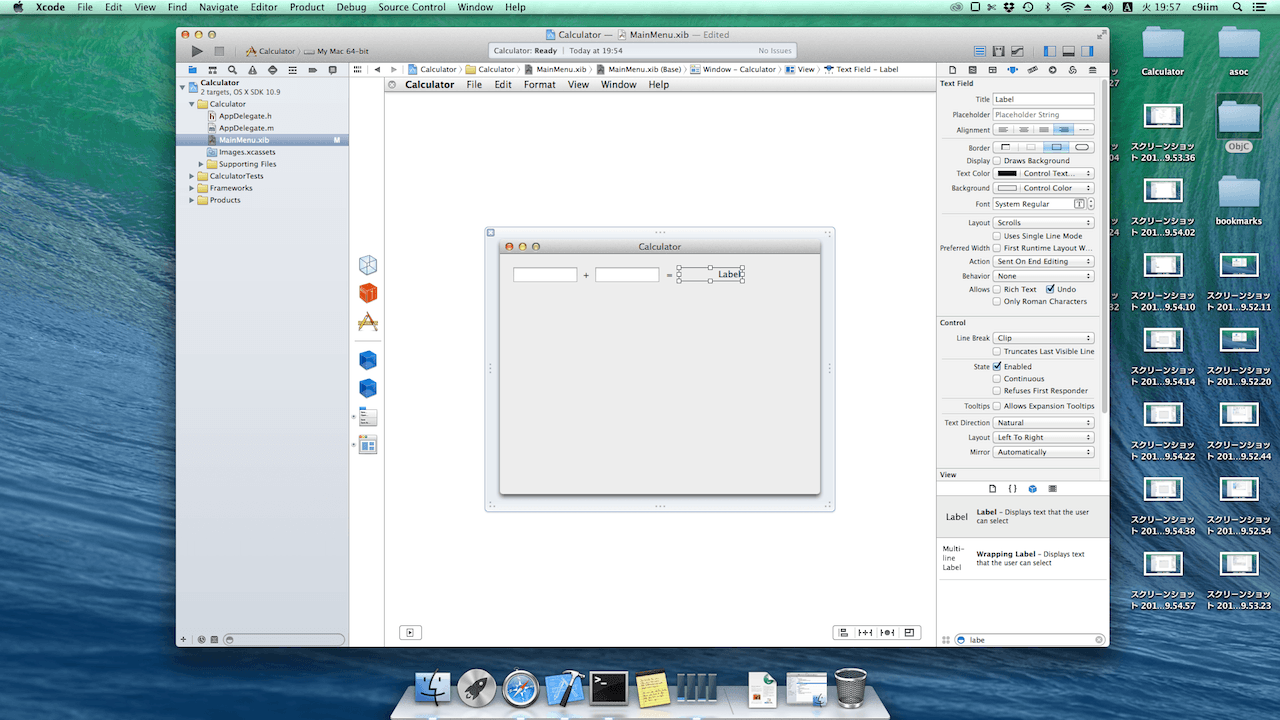 Xcode File Edit View Find Navigate Editor Product Debug Source Control Window Help
A 火 19:57 c9iim
Calculator — MainMenu.xib — Edited
Calculator My Mac 64-bit
Calculator: Ready Today at 19:54 No Issues
Calculator Calculator MainMenu.xib MainMenu.xib (Base) Window – Calculator View Text Field – Label
Calculator
2 targets, OS X SDK 10.9
Calculator
AppDelegate.h
AppDelegate.m
MainMenu.xib M
Images.xcassets
Supporting Files
CalculatorTests
Frameworks
Products
Calculator File Edit Format View Window Help
Calculator
+ = Label
Text Field
Title Label
Placeholder Placeholder String
Alignment
Border
Display Draws Background
Text Color Control Text...
Background Control Color
Font System Regular T
Layout Scrolls
Uses Single Line Mode
Preferred Width First Runtime Layout W...
Action Sent On End Editing
Behavior None
Allows Rich Text Undo
Only Roman Characters
Control
Line Break Clip
Truncates Last Visible Line
State Enabled
Continuous
Refuses First Responder
Tooltips Allows Expansion Tooltips
Text Direction Natural
Layout Left To Right
Mirror Automatically
View
{ }
Label Label – Displays text that the user
can select
Multi-
line
Label
Wrapping Label – Displays text
that the user can select
labe
Calculator
asoc
スクリーンショッ
ト 201...9.53.36
ObjC
スクリーンショッ
ト 201...9.54.02
bookmarks
スクリーンショッ
ト 201...9.54.10
スクリーンショッ
ト 201...9.52.11
スクリーンショッ
ト 201...9.54.14
スクリーンショッ
ト 201...9.52.20
スクリーンショッ
ト 201...9.54.22
スクリーンショッ
ト 201...9.52.44
スクリーンショッ
ト 201...9.54.38
スクリーンショッ
ト 201...9.52.54
スクリーンショッ
ト 201...9.54.57
スクリーンショッ
ト 201...9.53.23